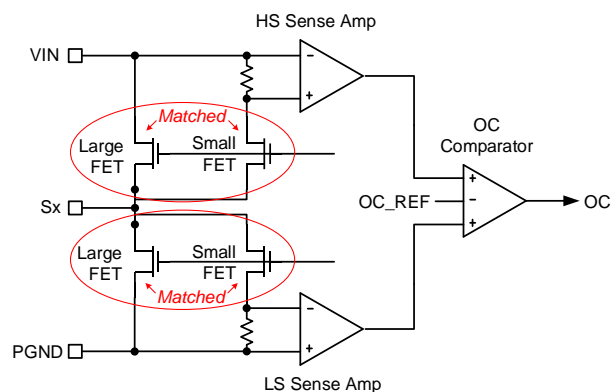 HS Sense Amp
VIN
−
+
Matched
Large
FET
Small
FET
OC
Comparator
Sx
OC_REF
+
−
+
OC
Large
FET
Small
FET
Matched
−
+
PGND
LS Sense Amp